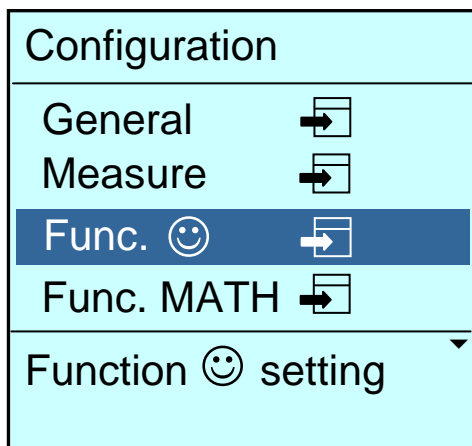 Configuration
General
Measure
Func. ☺
Func. MATH
Function ☺ setting